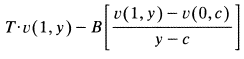 T·v(1, y) − B[ (v(1, y) − v(0, c)) / (y − c) ]